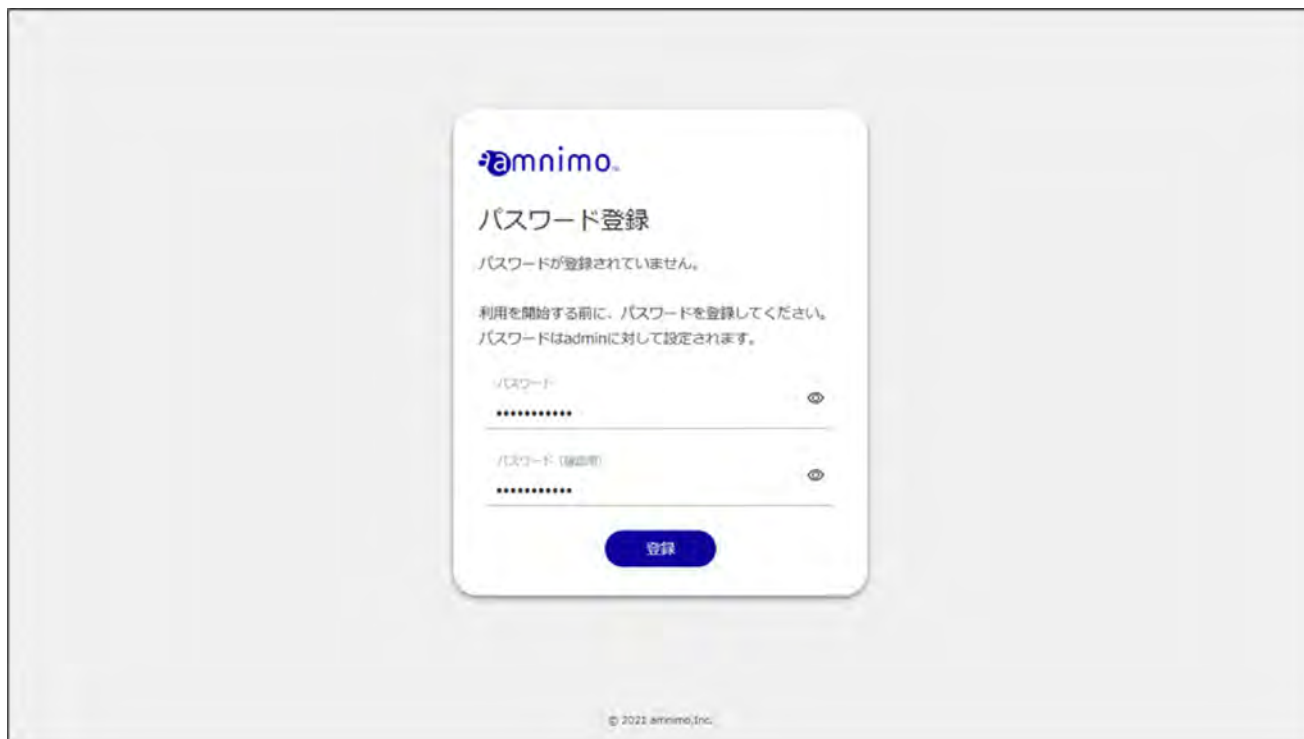 amnimo
パスワード登録
パスワードが登録されていません。
利用を開始する前に、パスワードを登録してください。
パスワードはadminに対して設定されます。
パスワード
•••••••••••
パスワード（確認用）
•••••••••••
登録
© 2021 amnimo,Inc.